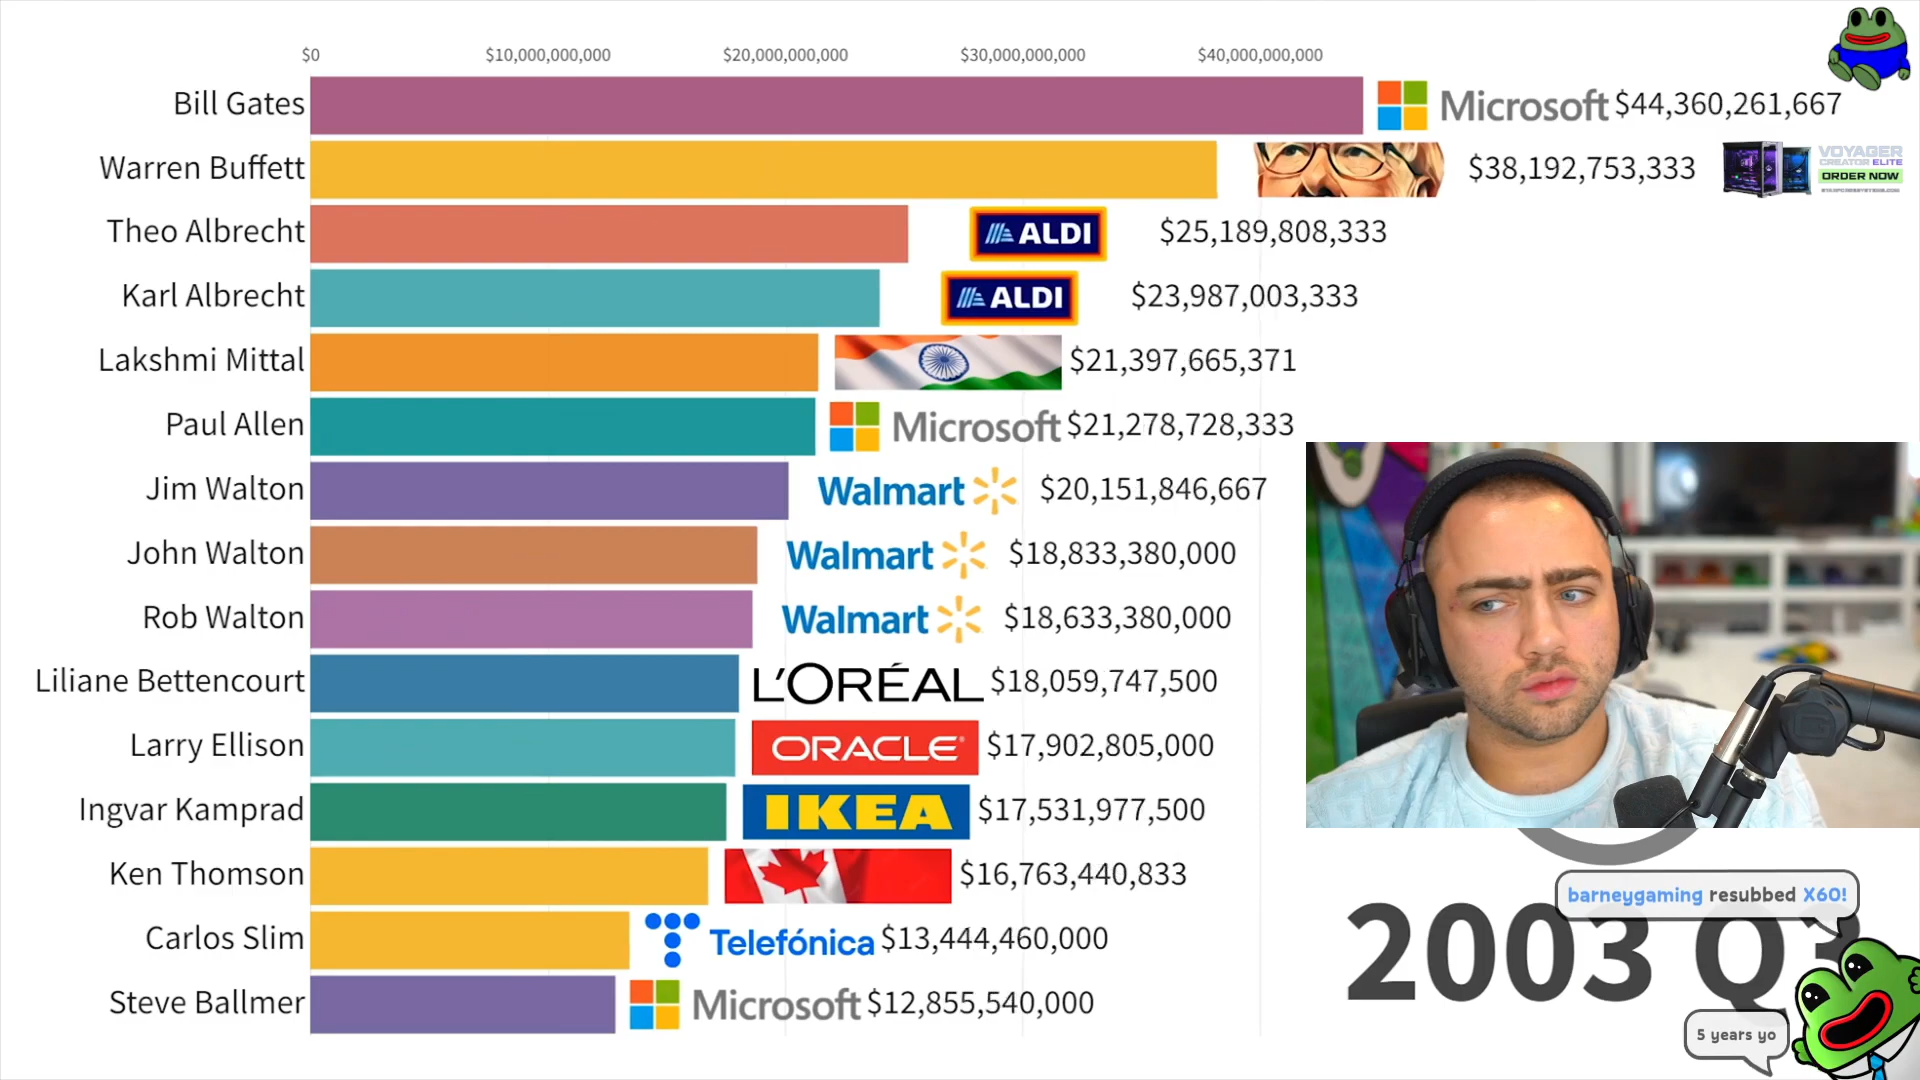 $0 $10,000,000,000 $20,000,000,000 $30,000,000,000 $40,000,000,000
Bill Gates Microsoft $44,360,261,667
Warren Buffett $38,192,753,333
VOYAGER
CREATOR ELITE
ORDER NOW
Theo Albrecht ALDI $25,189,808,333
Karl Albrecht ALDI $23,987,003,333
Lakshmi Mittal $21,397,665,371
Paul Allen Microsoft $21,278,728,333
Jim Walton Walmart $20,151,846,667
John Walton Walmart $18,833,380,000
Rob Walton Walmart $18,633,380,000
Liliane Bettencourt L'ORÉAL $18,059,747,500
Larry Ellison ORACLE $17,902,805,000
Ingvar Kamprad IKEA $17,531,977,500
Ken Thomson $16,763,440,833
Carlos Slim Telefónica $13,444,460,000
Steve Ballmer Microsoft $12,855,540,000
barneygaming resubbed X60!
2003 Q3
5 years yo